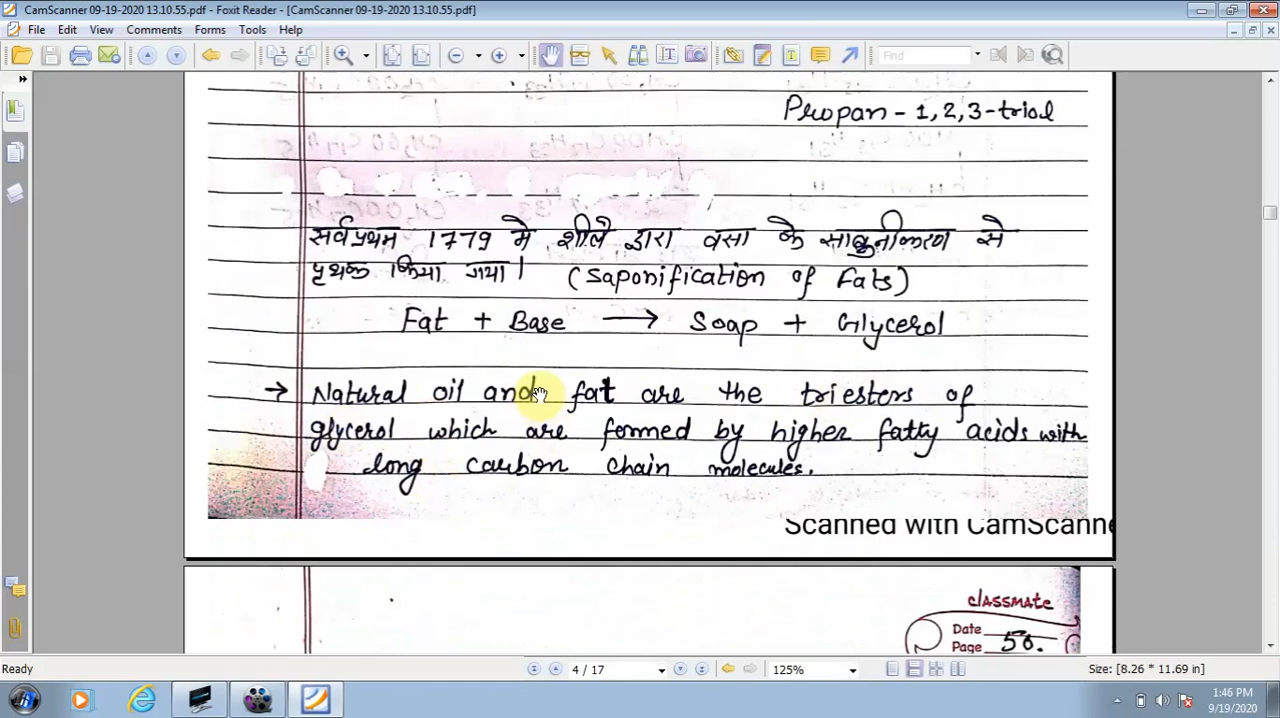 CamScanner 09-19-2020 13.10.55.pdf - Foxit Reader - [CamScanner 09-19-2020 13.10.55.pdf]
File Edit View Comments Forms Tools Help
Find
Propan - 1, 2, 3-triol
सर्वप्रथम 1779 मे शीले द्वारा वसा के साबुनीकरण से
पृथक किया गया। (Saponification of Fats)
Fat + Base → Soap + Glycerol
→ Natural oil and fat are the triesters of
glycerol which are formed by higher fatty acids with
long carbon chain molecules.
Scanned with CamScanne
classmate
Date
Page 50.
Ready 4 / 17 125% Size: [8.26 * 11.69 in]
1:46 PM
9/19/2020